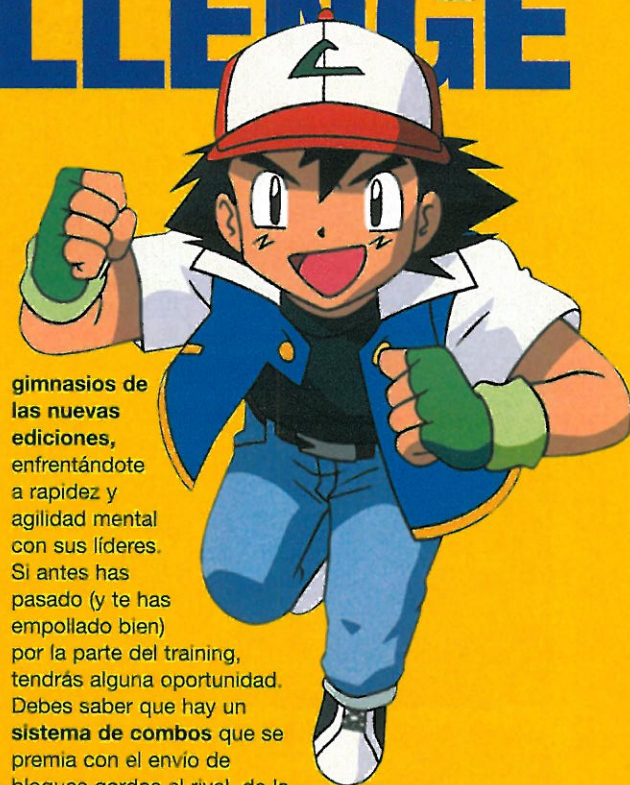 LLENGE
gimnasios de
las nuevas
ediciones,
enfrentándote
a rapidez y
agilidad mental
con sus líderes.
Si antes has
pasado (y te has
empollado bien)
por la parte del training,
tendrás alguna oportunidad.
Debes saber que hay un
sistema de combos que se
premia con el envío de